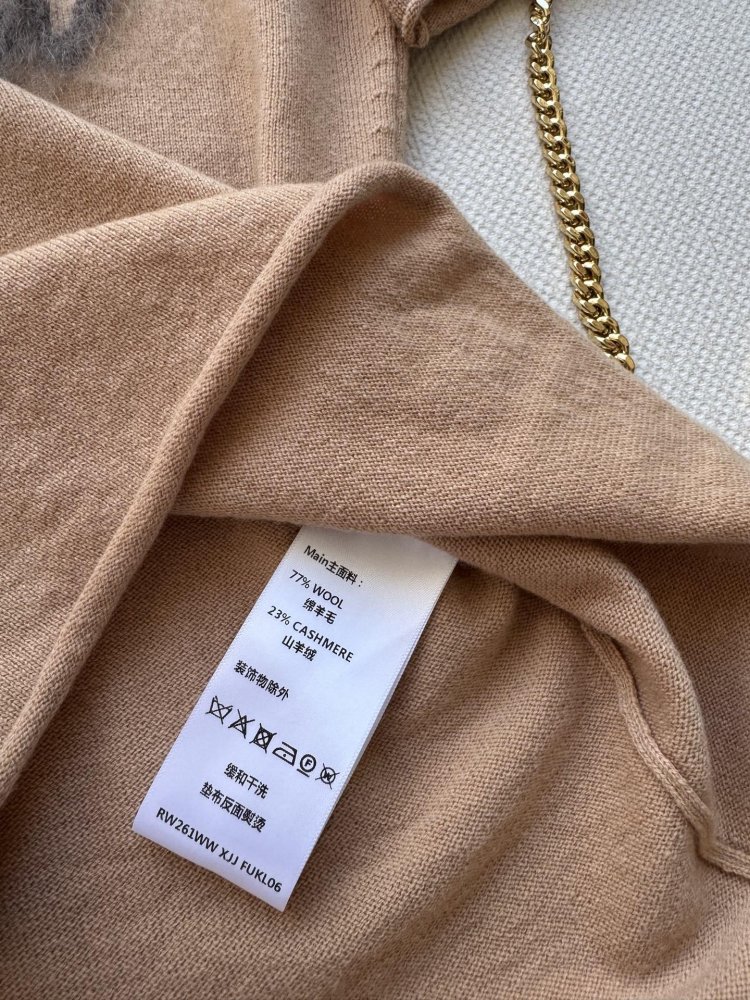 Main主面料：
77% WOOL
绵羊毛
23% CASHMERE
山羊绒
装饰物除外
F
缓和干洗
垫布反面熨烫
RW261WW XJJ FUKL06